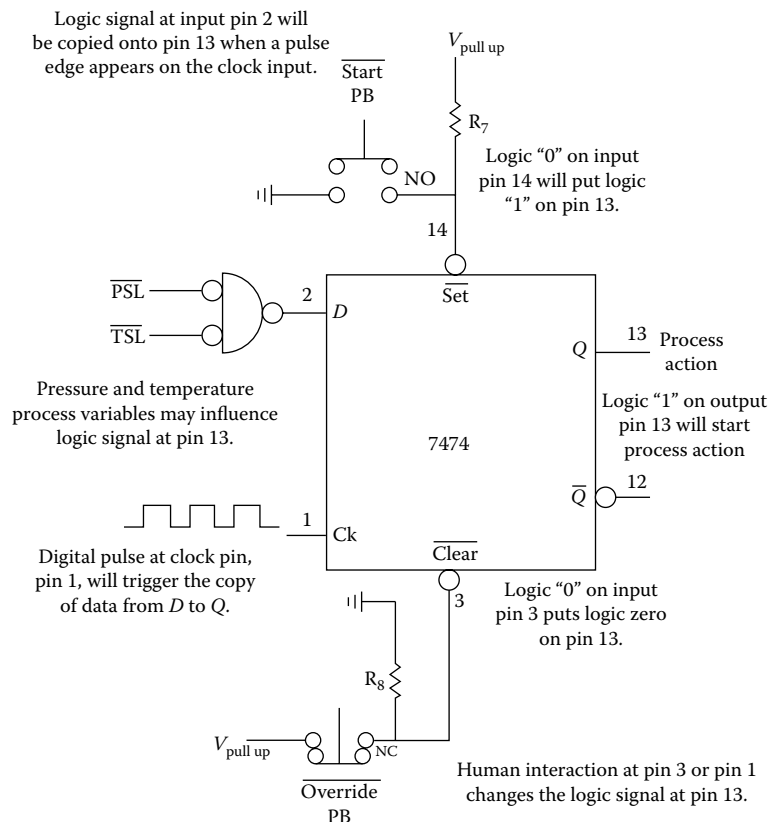 Logic signal at input pin 2 will
be copied onto pin 13 when a pulse
edge appears on the clock input.
Start
PB
V pull up
R7
NO
Logic “0” on input
pin 14 will put logic
“1” on pin 13.
14
PSL
TSL
2
D
Set
Q
13
Process
action
Pressure and temperature
process variables may influence
logic signal at pin 13.
Logic “1” on output
pin 13 will start
process action
7474
Q
12
1
Ck
Clear
Digital pulse at clock pin,
pin 1, will trigger the copy
of data from D to Q.
3
Logic “0” on input
pin 3 puts logic zero
on pin 13.
R8
V pull up
NC
Override
PB
Human interaction at pin 3 or pin 1
changes the logic signal at pin 13.